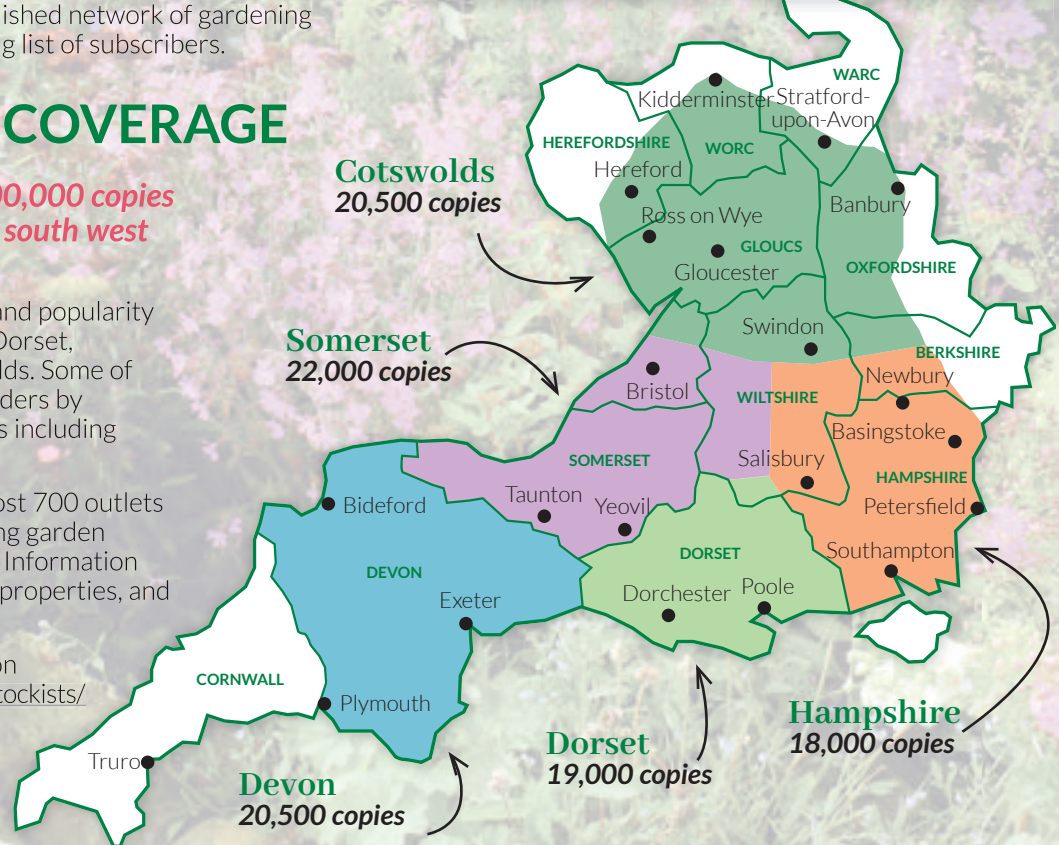 ished network of gardening
g list of subscribers.
COVERAGE
00,000 copies
south west
and popularity
Dorset,
lds. Some of
ders by
s including
ost 700 outlets
ng garden
Information
properties, and
on
tockists/
Cotswolds
20,500 copies
Somerset
22,000 copies
Devon
20,500 copies
Dorset
19,000 copies
Hampshire
18,000 copies
WARC
Kidderminster
Stratford-
upon-Avon
HEREFORDSHIRE
WORC
Hereford
Banbury
Ross on Wye
GLOUCS
Gloucester
OXFORDSHIRE
Swindon
BERKSHIRE
Newbury
Bristol
WILTSHIRE
Basingstoke
SOMERSET
Salisbury
HAMPSHIRE
Taunton
Yeovil
Petersfield
Bideford
DORSET
Southampton
DEVON
Dorchester
Poole
Exeter
CORNWALL
Plymouth
Truro